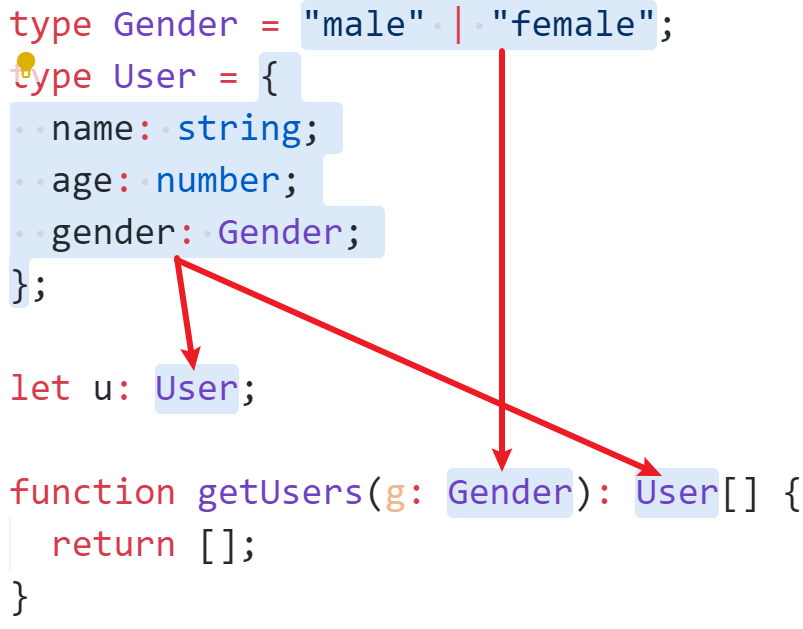 type Gender = "male" | "female";
type User = {
  name: string;
  age: number;
  gender: Gender;
};
let u: User;
function getUsers(g: Gender): User[] {
  return [];
}